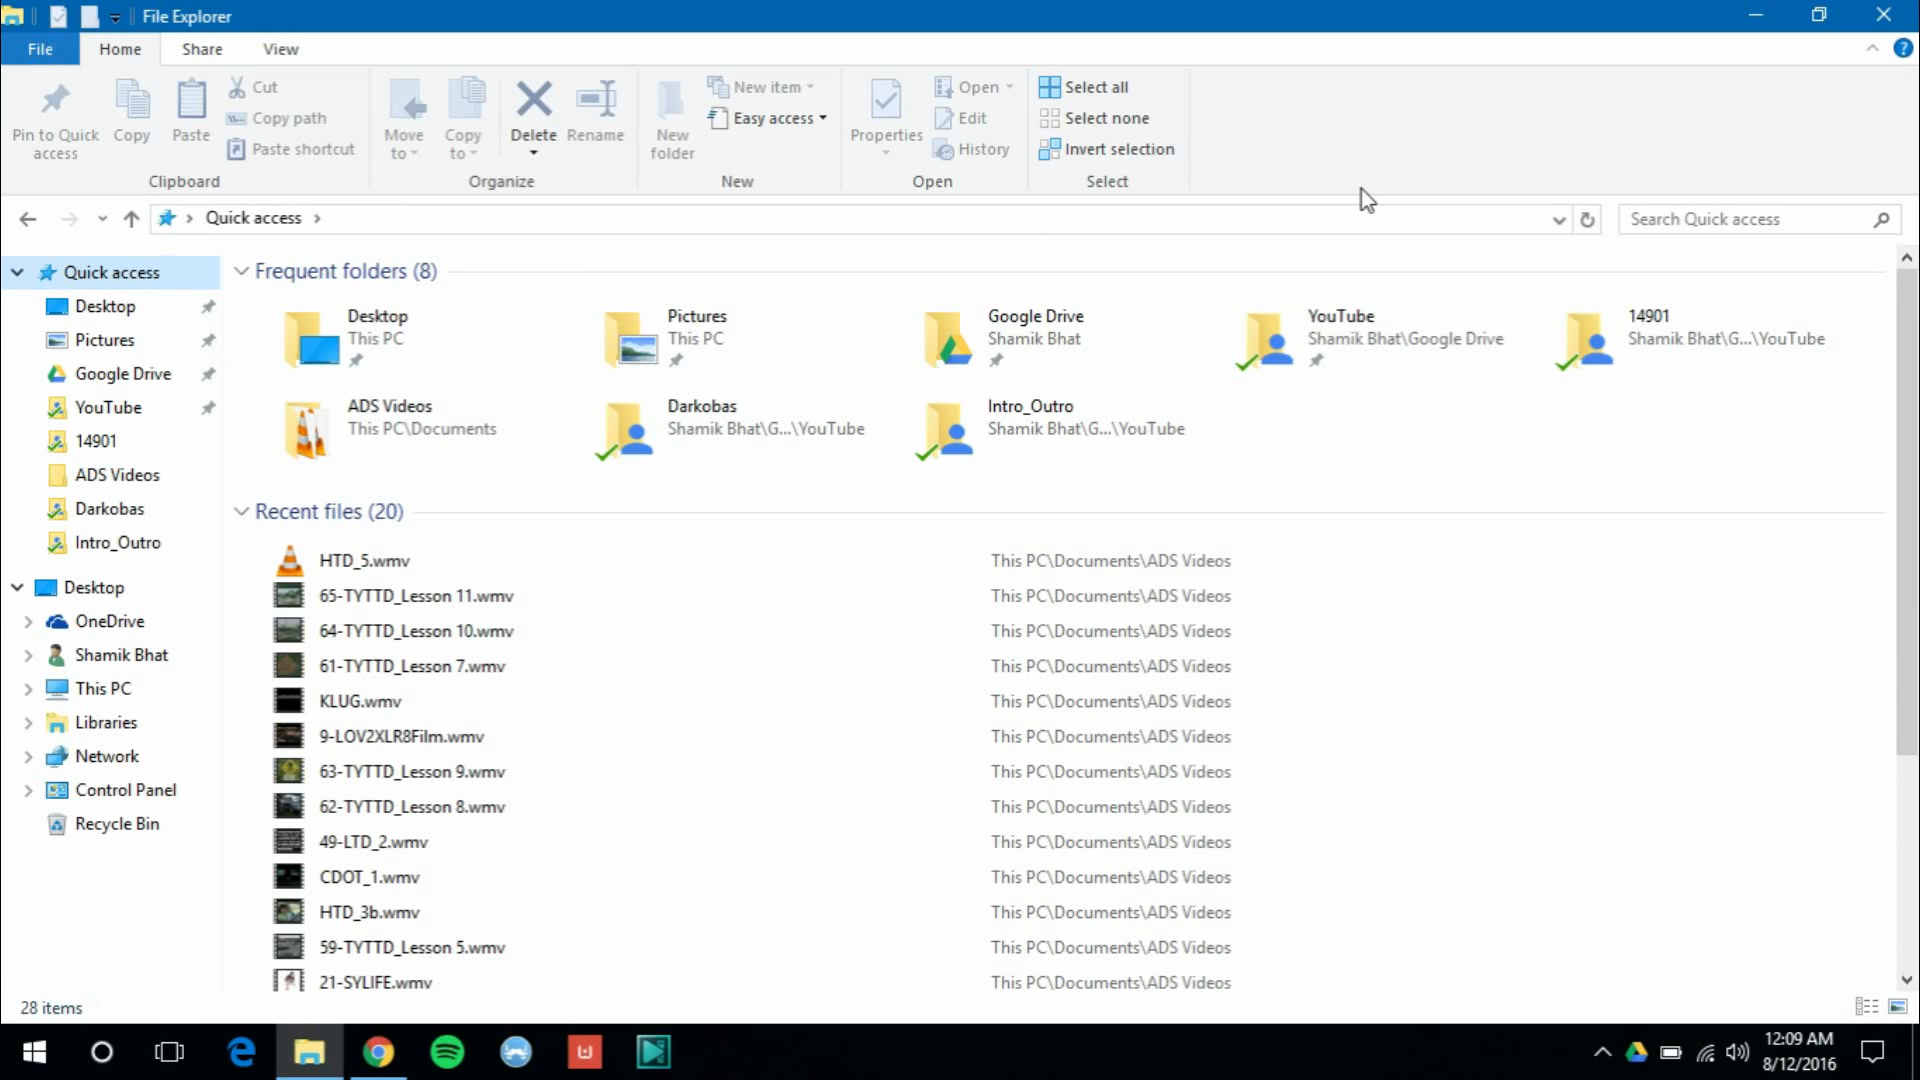 File Explorer
File Home Share View
Pin to Quick access
Copy
Paste
Cut
Copy path
Paste shortcut
Clipboard
Move to
Copy to
Delete
Rename
Organize
New folder
New item
Easy access
New
Properties
Open
Edit
History
Open
Select all
Select none
Invert selection
Select
Quick access
Search Quick access
Quick access
Desktop
Pictures
Google Drive
YouTube
14901
ADS Videos
Darkobas
Intro_Outro
Desktop
OneDrive
Shamik Bhat
This PC
Libraries
Network
Control Panel
Recycle Bin
Frequent folders (8)
Desktop
This PC
Pictures
This PC
Google Drive
Shamik Bhat
YouTube
Shamik Bhat\Google Drive
14901
Shamik Bhat\G...\YouTube
ADS Videos
This PC\Documents
Darkobas
Shamik Bhat\G...\YouTube
Intro_Outro
Shamik Bhat\G...\YouTube
Recent files (20)
HTD_5.wmv This PC\Documents\ADS Videos
65-TYTTD_Lesson 11.wmv This PC\Documents\ADS Videos
64-TYTTD_Lesson 10.wmv This PC\Documents\ADS Videos
61-TYTTD_Lesson 7.wmv This PC\Documents\ADS Videos
KLUG.wmv This PC\Documents\ADS Videos
9-LOV2XLR8Film.wmv This PC\Documents\ADS Videos
63-TYTTD_Lesson 9.wmv This PC\Documents\ADS Videos
62-TYTTD_Lesson 8.wmv This PC\Documents\ADS Videos
49-LTD_2.wmv This PC\Documents\ADS Videos
CDOT_1.wmv This PC\Documents\ADS Videos
HTD_3b.wmv This PC\Documents\ADS Videos
59-TYTTD_Lesson 5.wmv This PC\Documents\ADS Videos
21-SYLIFE.wmv This PC\Documents\ADS Videos
28 items
12:09 AM
8/12/2016